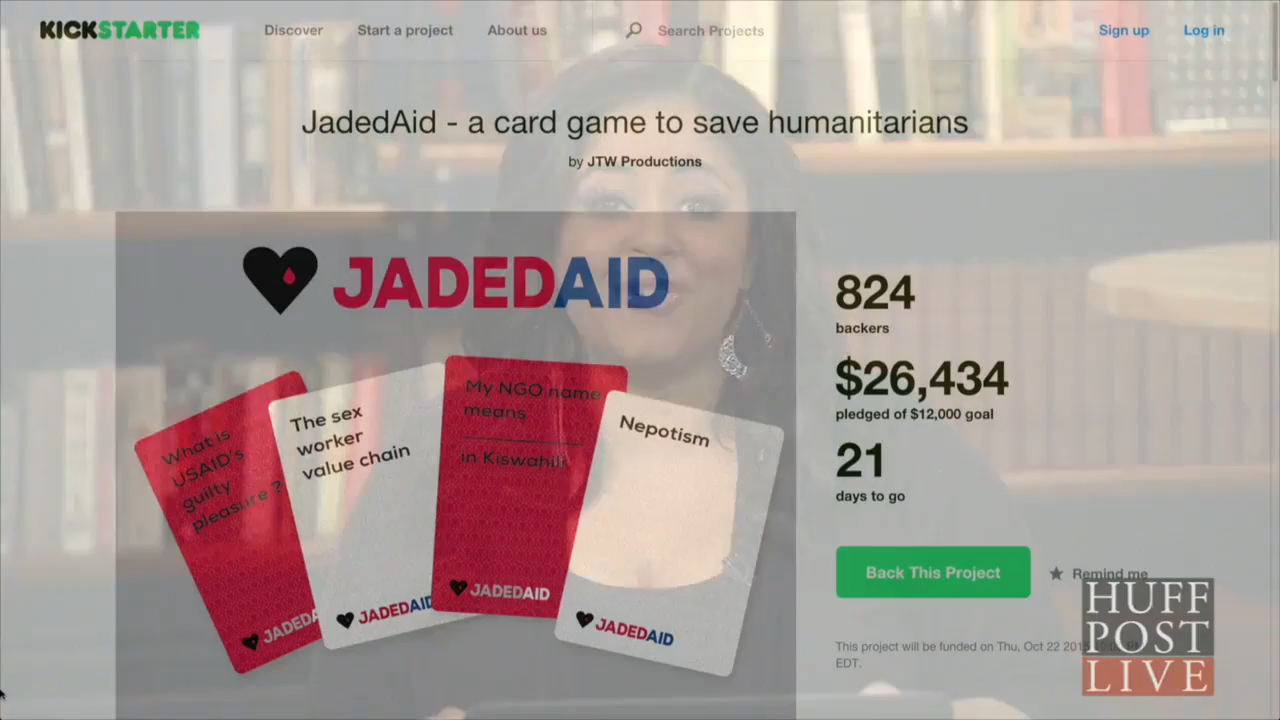 KICKSTARTER
Discover
Start a project
About us
Search Projects
Sign up
Log in
JadedAid - a card game to save humanitarians
by JTW Productions
JADEDAID
What is
USAID's
guilty
pleasure?
JADEDA
The sex
worker
value chain
JADEDAID
My NGO name
means
in Kiswahili
JADEDAID
Nepotism
JADEDAID
824
backers
$26,434
pledged of $12,000 goal
21
days to go
Back This Project
Remind me
This project will be funded on Thu, Oct 22
EDT.
HUFF
POST
LIVE